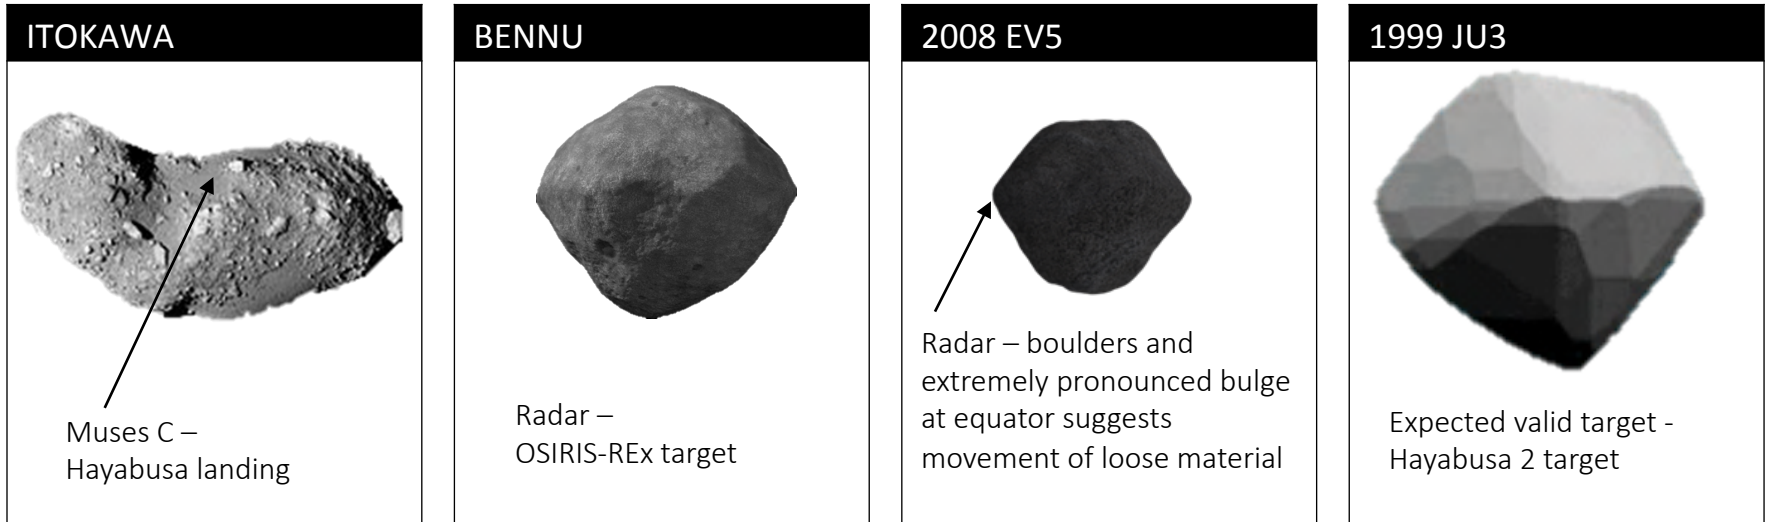 ITOKAWA
Muses C –
Hayabusa landing
BENNU
Radar –
OSIRIS-REx target
2008 EV5
Radar – boulders and
extremely pronounced bulge
at equator suggests
movement of loose material
1999 JU3
Expected valid target -
Hayabusa 2 target